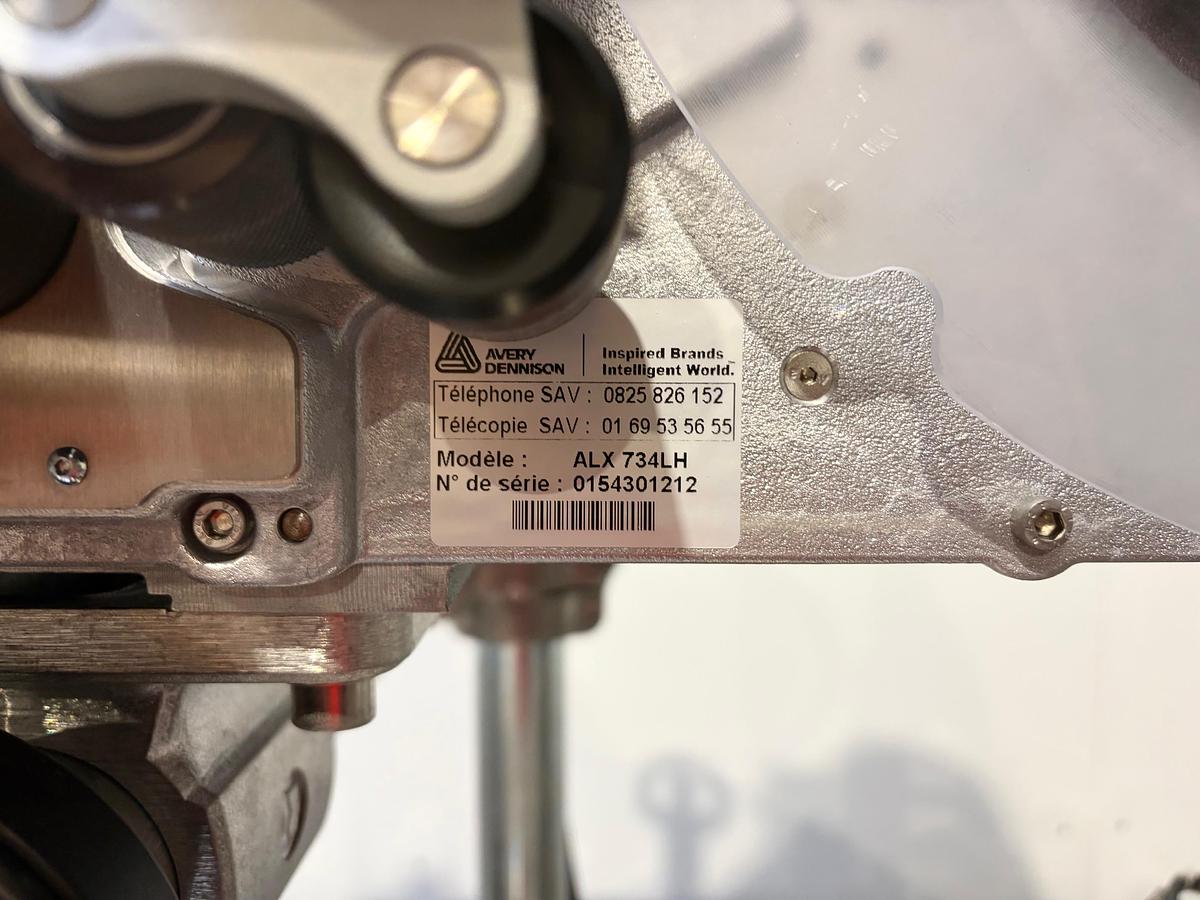 AVERY
DENNISON
Inspired Brands
Intelligent World.™
Téléphone SAV : 0825 826 152
Télécopie SAV : 01 69 53 56 55
Modèle : ALX 734LH
N° de série : 0154301212